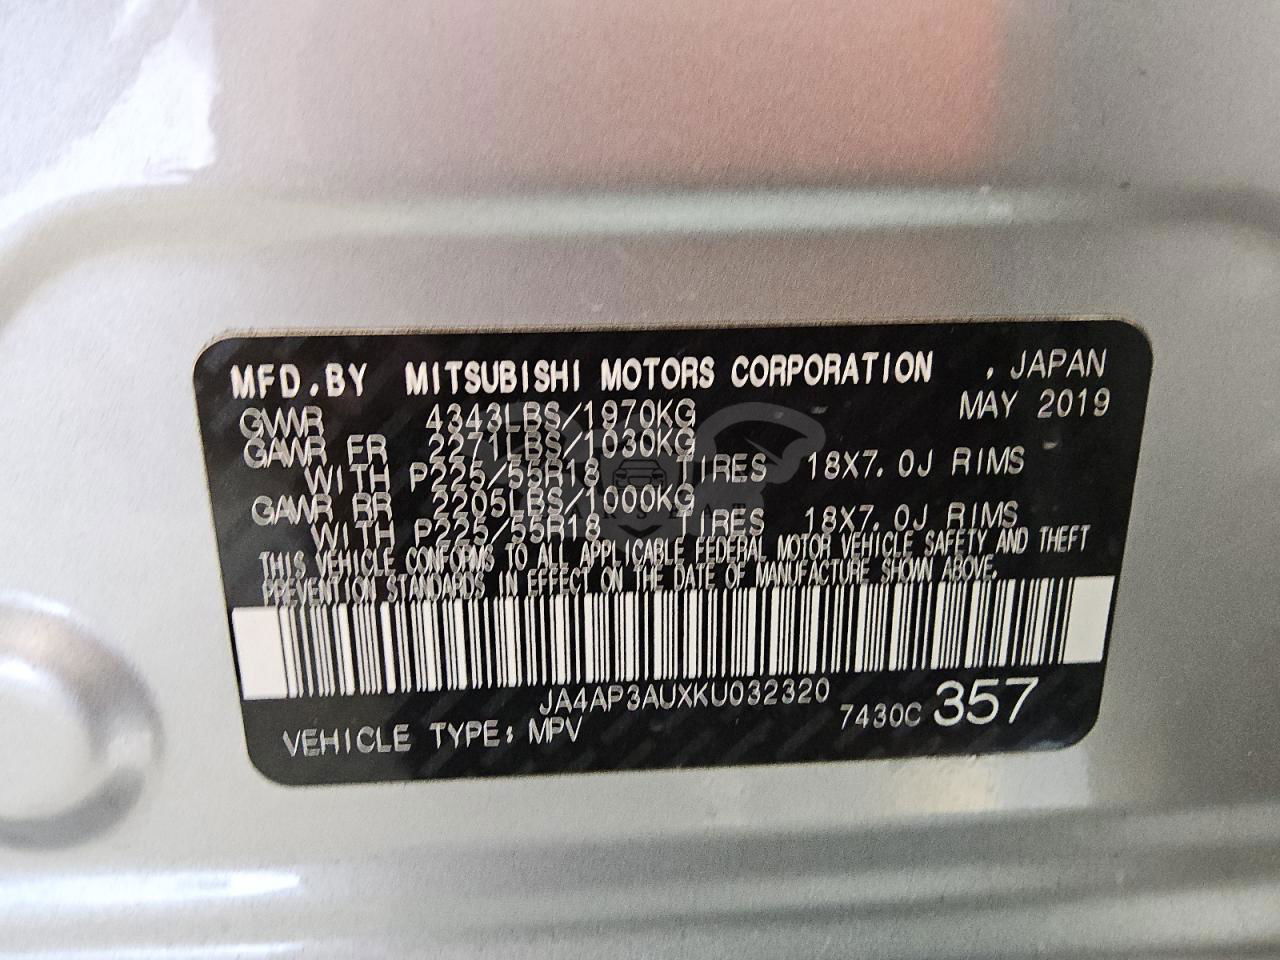 MFD.BY MITSUBISHI MOTORS CORPORATION , JAPAN
GVWR 4343LBS/1970KG MAY 2019
GAWR FR 2271LBS/1030KG
WITH P225/55R18 TIRES 18X7.0J RIMS
GAWR RR 2205LBS/1000KG
WITH P225/55R18 TIRES 18X7.0J RIMS
THIS VEHICLE CONFORMS TO ALL APPLICABLE FEDERAL MOTOR VEHICLE SAFETY AND THEFT
PREVENTION STANDARDS IN EFFECT ON THE DATE OF MANUFACTURE SHOWN ABOVE.
JA4AP3AUXKU032320
7430C 357
VEHICLE TYPE: MPV